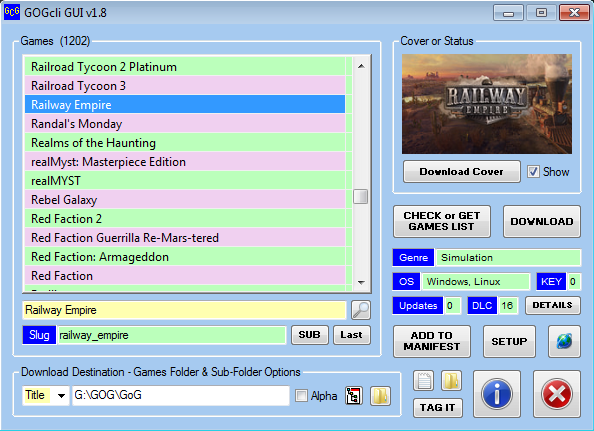 GOGcli GUI v1.8
Games (1202)
Railroad Tycoon 2 Platinum
Railroad Tycoon 3
Railway Empire
Randal's Monday
Realms of the Haunting
realMyst: Masterpiece Edition
realMYST
Rebel Galaxy
Red Faction 2
Red Faction Guerrilla Re-Mars-tered
Red Faction: Armageddon
Red Faction
Railway Empire
Slug railway_empire SUB Last
Cover or Status
RAILWAY
EMPIRE
Download Cover Show
CHECK or GET
GAMES LIST
DOWNLOAD
Genre Simulation
OS Windows, Linux KEY 0
Updates 0 DLC 16 DETAILS
ADD TO
MANIFEST
SETUP
Download Destination - Games Folder & Sub-Folder Options
Title G:\GOG\GoG Alpha
TAG IT